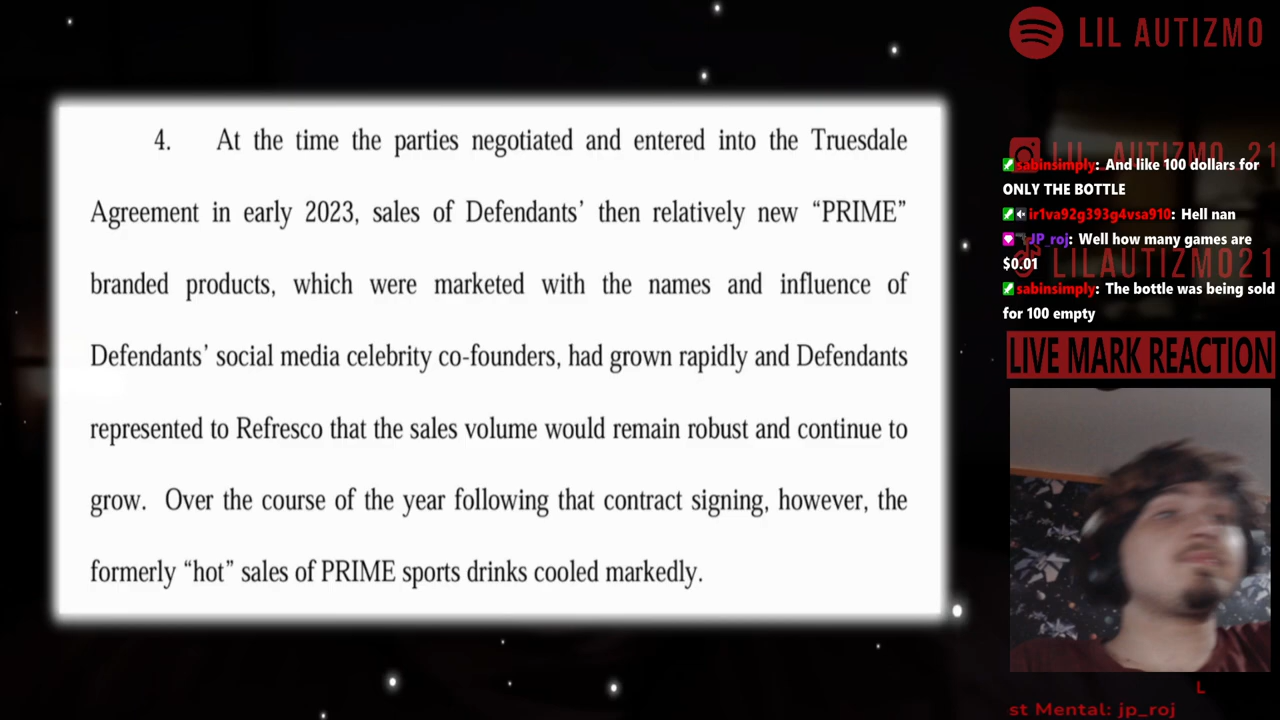 4. At the time the parties negotiated and entered into the Truesdale
Agreement in early 2023, sales of Defendants’ then relatively new “PRIME”
branded products, which were marketed with the names and influence of
Defendants’ social media celebrity co-founders, had grown rapidly and Defendants
represented to Refresco that the sales volume would remain robust and continue to
grow. Over the course of the year following that contract signing, however, the
formerly “hot” sales of PRIME sports drinks cooled markedly.
LIL AUTIZMO
LIL_AUTIZMO_21
sabinsimply: And like 100 dollars for
ONLY THE BOTTLE
ir1va92g393g4vsa910: Hell nan
JP_roj: Well how many games are
$0.01
LILAUTIZMO21
sabinsimply: The bottle was being sold
for 100 empty
LIVE MARK REACTION
L
st Mental: jp_roj